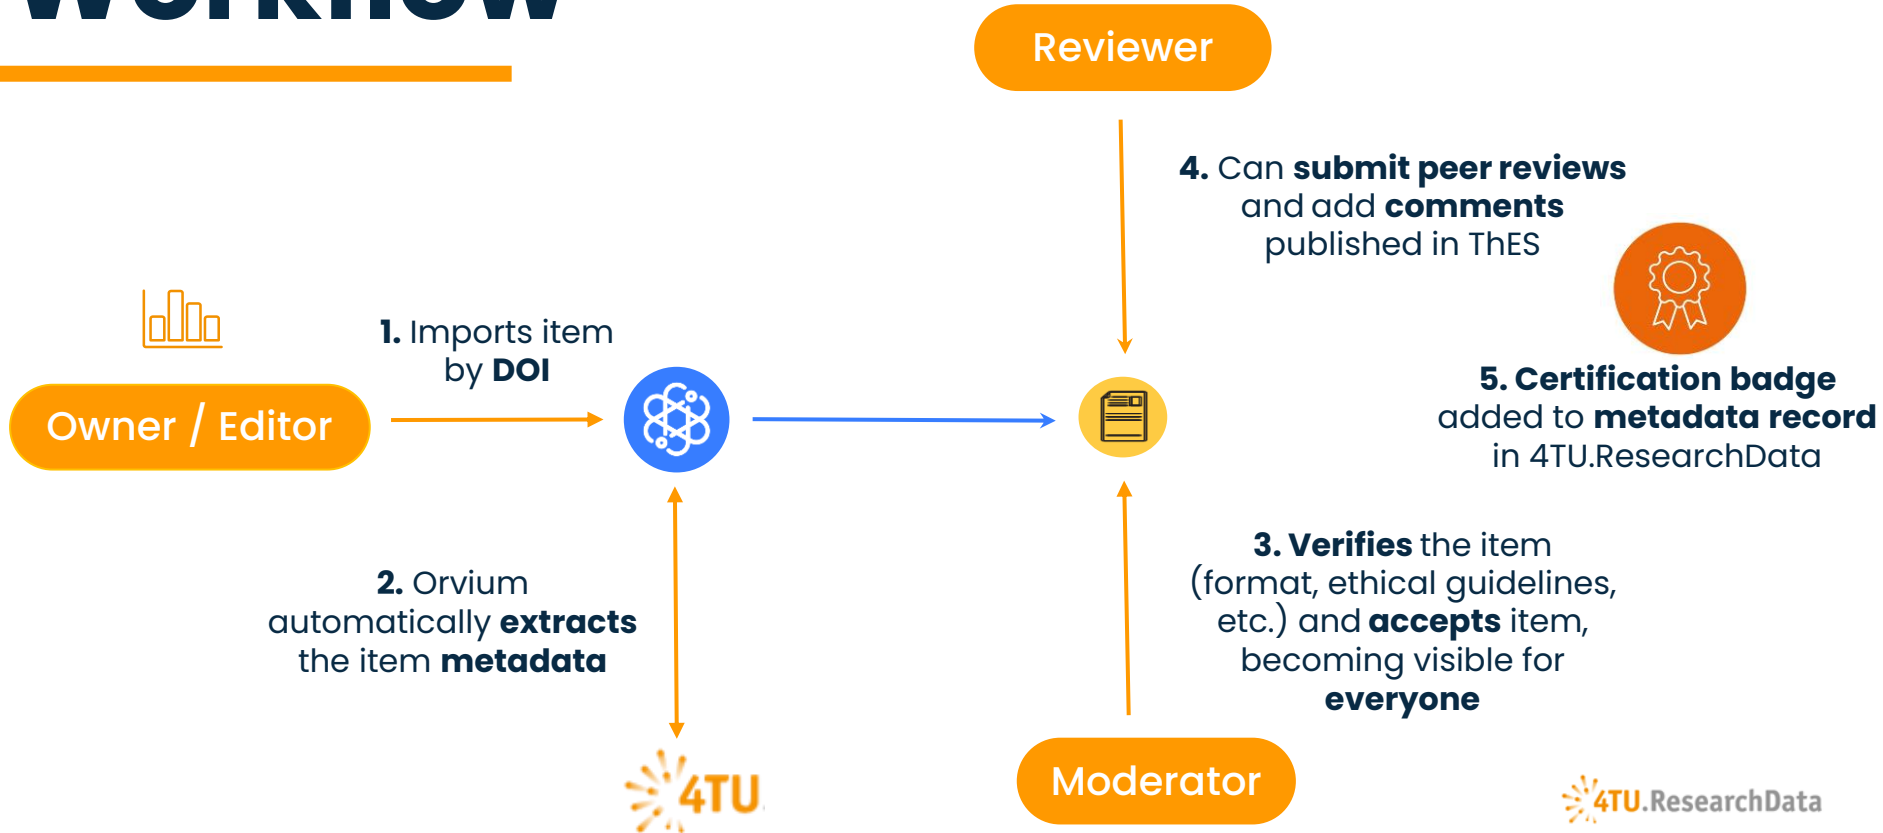 Workflow
Reviewer
4. Can submit peer reviews
and add comments
published in ThES
1. Imports item
by DOI
Owner / Editor
5. Certification badge
added to metadata record
in 4TU.ResearchData
2. Orvium
automatically extracts
the item metadata
3. Verifies the item
(format, ethical guidelines,
etc.) and accepts item,
becoming visible for
everyone
4TU.
Moderator
4TU.ResearchData